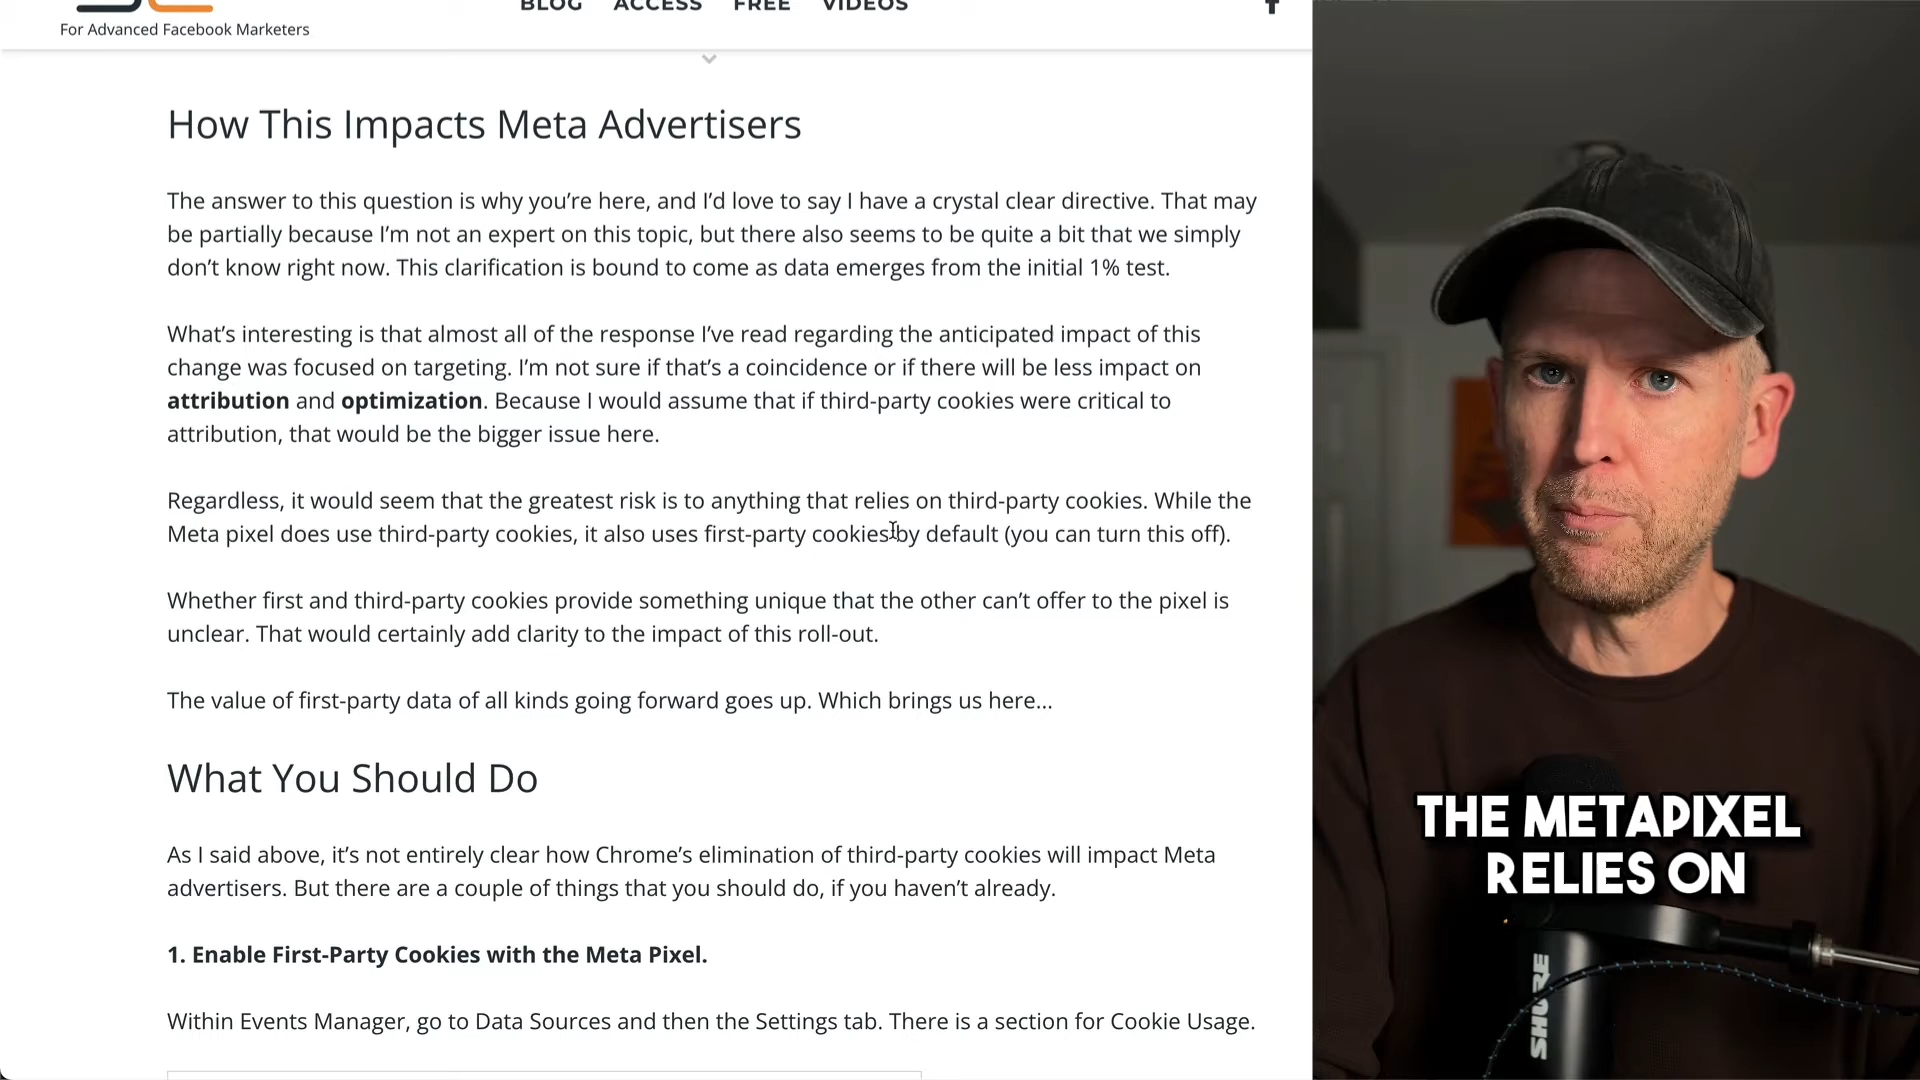 BLOG ACCESS FREE VIDEOS
For Advanced Facebook Marketers
How This Impacts Meta Advertisers
The answer to this question is why you’re here, and I’d love to say I have a crystal clear directive. That may
be partially because I’m not an expert on this topic, but there also seems to be quite a bit that we simply
don’t know right now. This clarification is bound to come as data emerges from the initial 1% test.
What’s interesting is that almost all of the response I’ve read regarding the anticipated impact of this
change was focused on targeting. I’m not sure if that’s a coincidence or if there will be less impact on
attribution and optimization. Because I would assume that if third-party cookies were critical to
attribution, that would be the bigger issue here.
Regardless, it would seem that the greatest risk is to anything that relies on third-party cookies. While the
Meta pixel does use third-party cookies, it also uses first-party cookies by default (you can turn this off).
Whether first and third-party cookies provide something unique that the other can’t offer to the pixel is
unclear. That would certainly add clarity to the impact of this roll-out.
The value of first-party data of all kinds going forward goes up. Which brings us here…
What You Should Do
As I said above, it’s not entirely clear how Chrome’s elimination of third-party cookies will impact Meta
advertisers. But there are a couple of things that you should do, if you haven’t already.
1. Enable First-Party Cookies with the Meta Pixel.
Within Events Manager, go to Data Sources and then the Settings tab. There is a section for Cookie Usage.
THE METAPIXEL
RELIES ON
SHURE